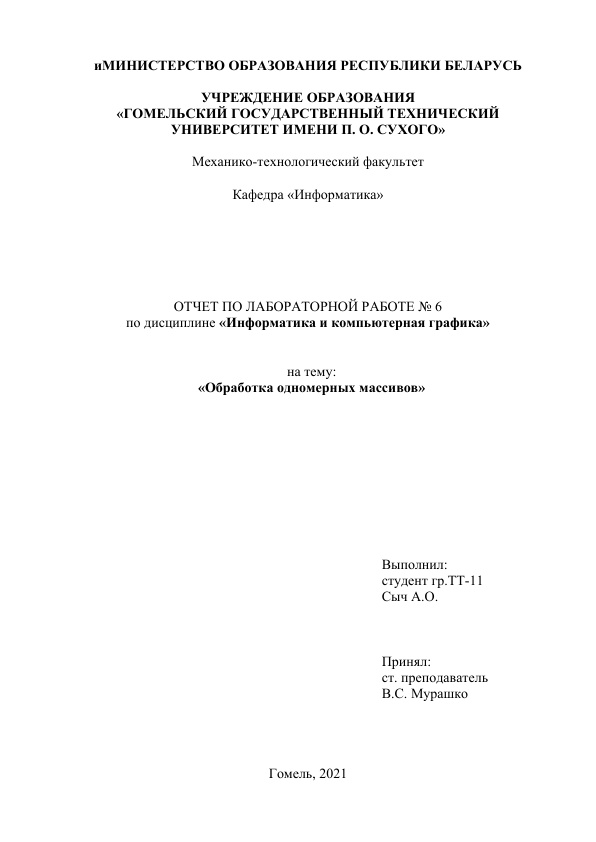 иМИНИСТЕРСТВО ОБРАЗОВАНИЯ РЕСПУБЛИКИ БЕЛАРУСЬ
УЧРЕЖДЕНИЕ ОБРАЗОВАНИЯ
«ГОМЕЛЬСКИЙ ГОСУДАРСТВЕННЫЙ ТЕХНИЧЕСКИЙ
УНИВЕРСИТЕТ ИМЕНИ П. О. СУХОГО»
Механико-технологический факультет
Кафедра «Информатика»
ОТЧЕТ ПО ЛАБОРАТОРНОЙ РАБОТЕ № 6
по дисциплине «Информатика и компьютерная графика»
на тему:
«Обработка одномерных массивов»
Выполнил:
студент гр.ТТ-11
Сыч А.О.
Принял:
ст. преподаватель
В.С. Мурашко
Гомель, 2021